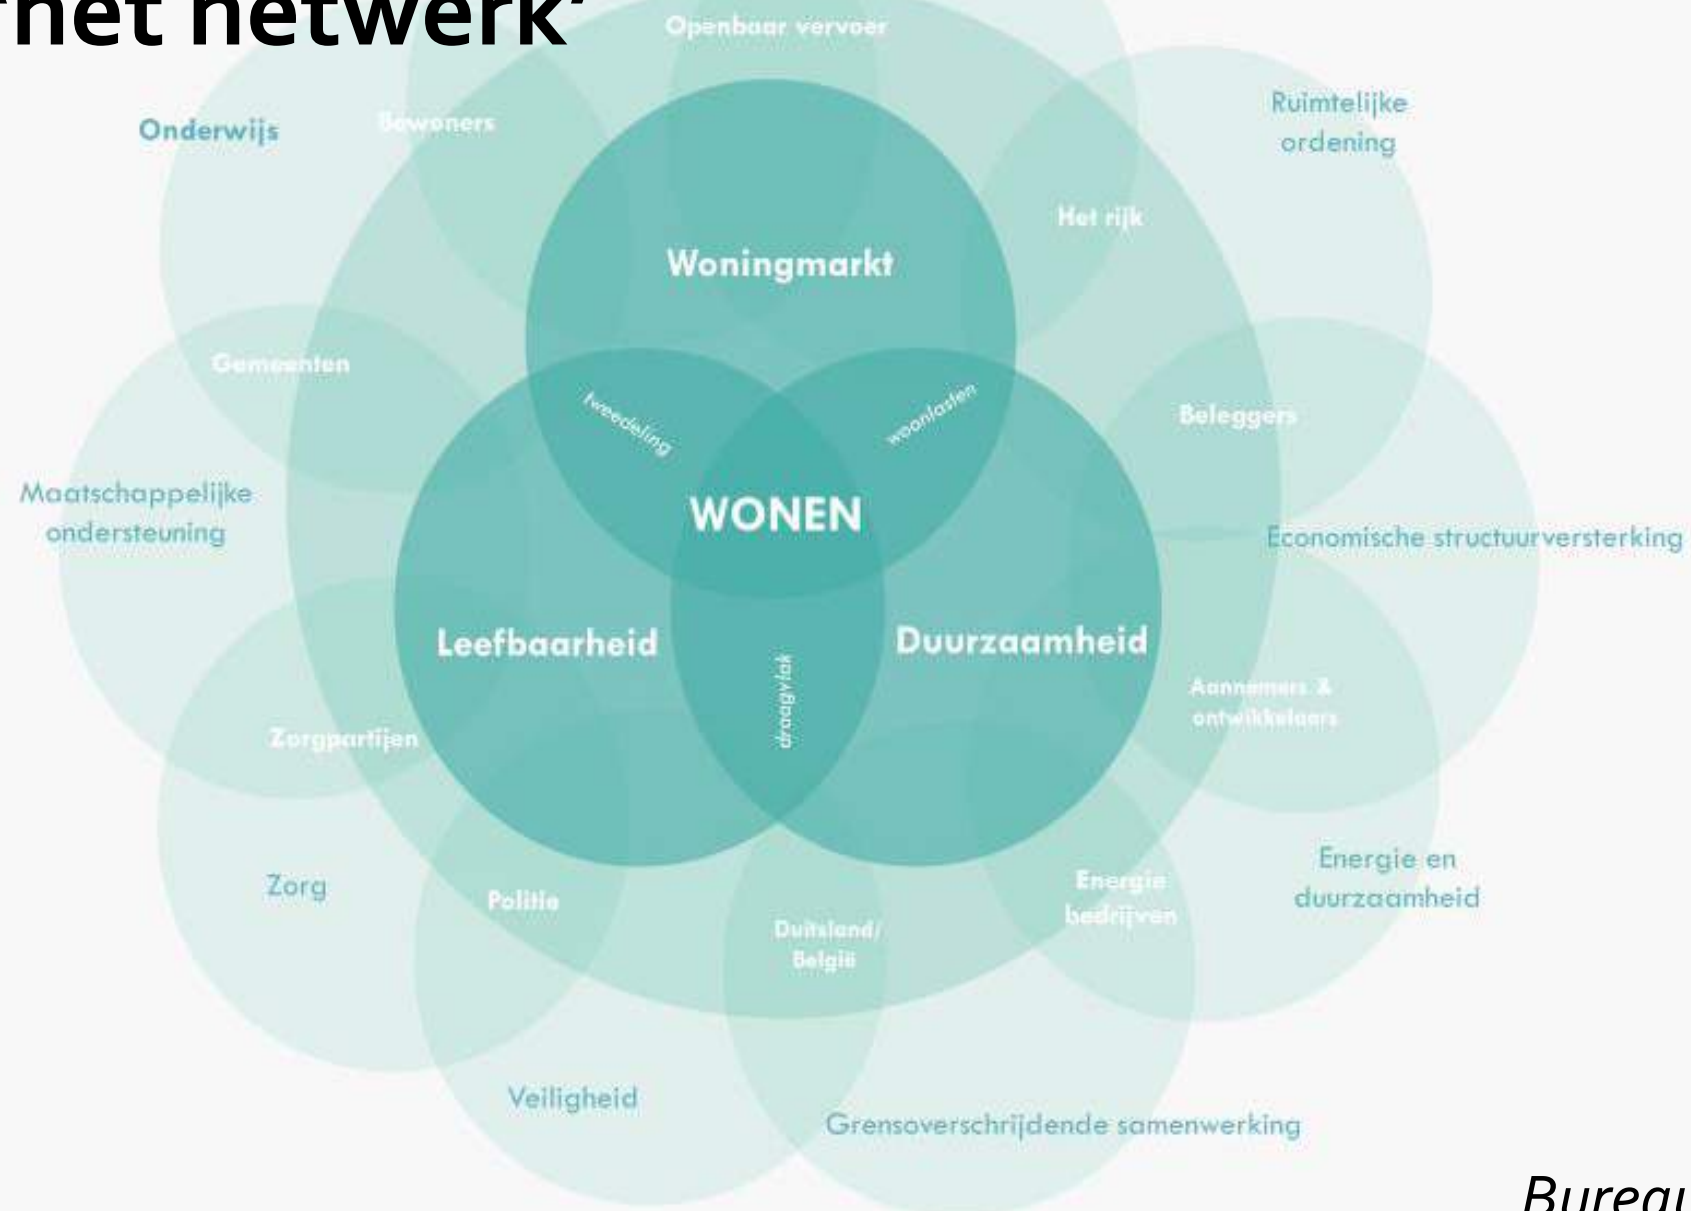 'het netwerk'
Openbaar vervoer
Onderwijs
Bewoners
Ruimtelijke
ordening
Het rijk
Woningmarkt
Gemeenten
tweedeling
woonlasten
Beleggers
Maatschappelijke
ondersteuning
WONEN
Economische structuurversterking
Leefbaarheid
Duurzaamheid
draagvlak
Aannemers &
ontwikkelaars
Zorgpartijen
Energie en
duurzaamheid
Zorg
Politie
Energie
bedrijven
Duitsland/
België
Veiligheid
Grensoverschrijdende samenwerking
Bureau